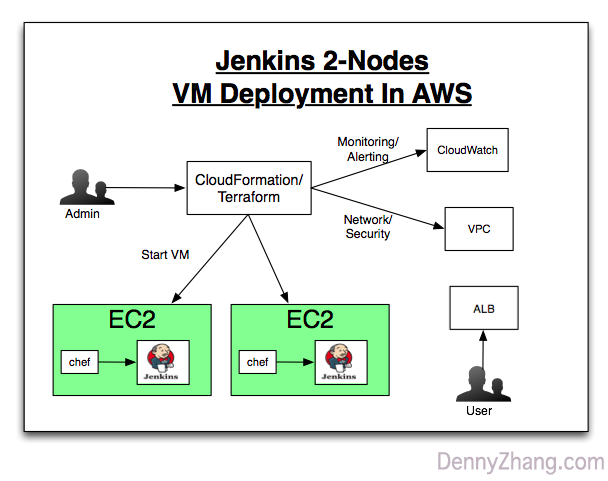 Jenkins 2-Nodes
VM Deployment In AWS
Monitoring/
Alerting
CloudWatch
CloudFormation/
Terraform
Admin
Network/
Security
VPC
Start VM
EC2
EC2
ALB
chef
Jenkins
chef
Jenkins
User
DennyZhang.com